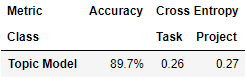 Metric Accuracy Cross Entropy
Class Task Project
Topic Model 89.7% 0.26 0.27